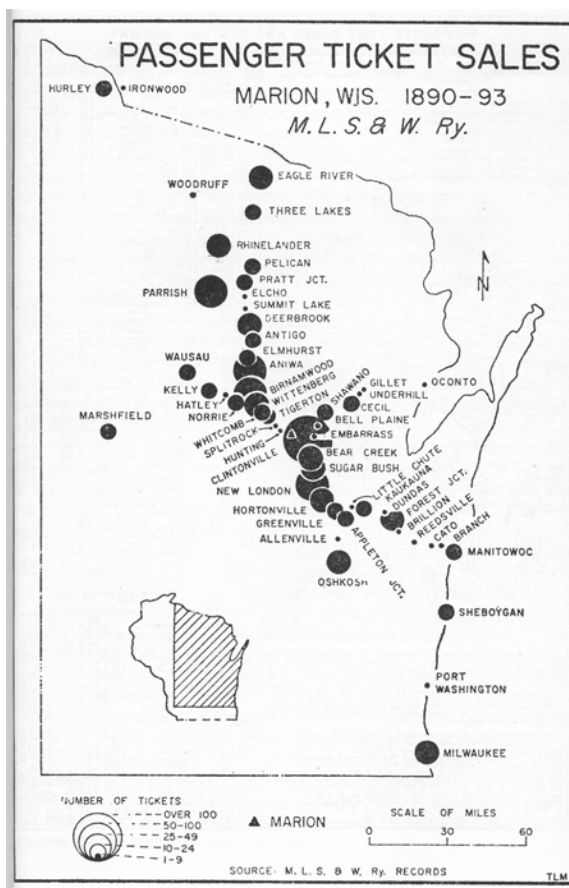 PASSENGER TICKET SALES
MARION, WIS. 1890-93
M. L. S. & W. Ry.
HURLEY
IRONWOOD
EAGLE RIVER
WOODRUFF
THREE LAKES
RHINELANDER
PELICAN
PRATT JCT.
PARRISH
ELCHO
SUMMIT LAKE
DEERBROOK
ANTIGO
ELMHURST
WAUSAU
ANIWA
KELLY
BIRNAMWOOD
WITTENBERG
TIGERTON
SHAWANO
GILLET
UNDERHILL
OCONTO
HATLEY
NORRIE
CECIL
MARSHFIELD
WHITCOMB
SPLITROCK
HUNTING
CLINTONVILLE
BELL PLAINE
EMBARRASS
BEAR CREEK
SUGAR BUSH
NEW LONDON
LITTLE CHUTE
KAUKAUNA
DUNDAS
FOREST JCT.
BRILLION
REEDSVILLE
CATO
BRANCH
HORTONVILLE
GREENVILLE
ALLENVILLE
APPLETON JCT.
MANITOWOC
OSHKOSH
SHEBOYGAN
PORT
WASHINGTON
MILWAUKEE
N
NUMBER OF TICKETS
OVER 100
50-100
25-49
10-24
1-9
MARION
SCALE OF MILES
0 30 60
SOURCE: M. L. S. & W. Ry. RECORDS
TLM